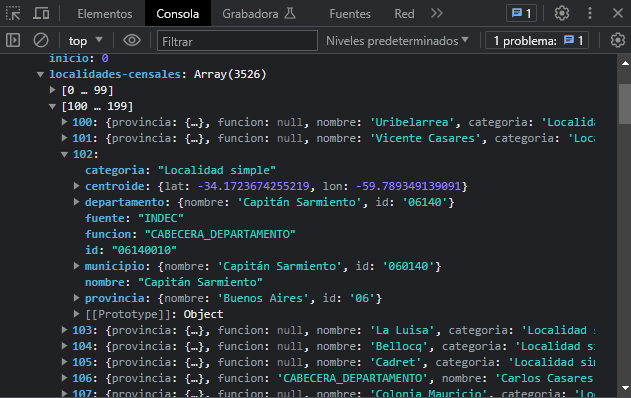 Elementos Consola Grabadora Fuentes Red 1
top Filtrar Niveles predeterminados 1 problema: 1
inicio: 0
localidades-censales: Array(3526)
[0 … 99]
[100 … 199]
100: {provincia: {…}, funcion: null, nombre: 'Uribelarrea', categoria: 'Localida
101: {provincia: {…}, funcion: null, nombre: 'Vicente Casares', categoria: 'Loca
102:
categoria: "Localidad simple"
centroide: {lat: -34.1723674255219, lon: -59.789349139091}
departamento: {nombre: 'Capitán Sarmiento', id: '06140'}
fuente: "INDEC"
funcion: "CABECERA_DEPARTAMENTO"
id: "06140010"
municipio: {nombre: 'Capitán Sarmiento', id: '060140'}
nombre: "Capitán Sarmiento"
provincia: {nombre: 'Buenos Aires', id: '06'}
[[Prototype]]: Object
103: {provincia: {…}, funcion: null, nombre: 'La Luisa', categoria: 'Localidad s
104: {provincia: {…}, funcion: null, nombre: 'Bellocq', categoria: 'Localidad si
105: {provincia: {…}, funcion: null, nombre: 'Cadret', categoria: 'Localidad sim
106: {provincia: {…}, funcion: 'CABECERA_DEPARTAMENTO', nombre: 'Carlos Casares
107: {provincia: {…}, funcion: null, nombre: 'Colonia Mauricio', categoria: 'Lo